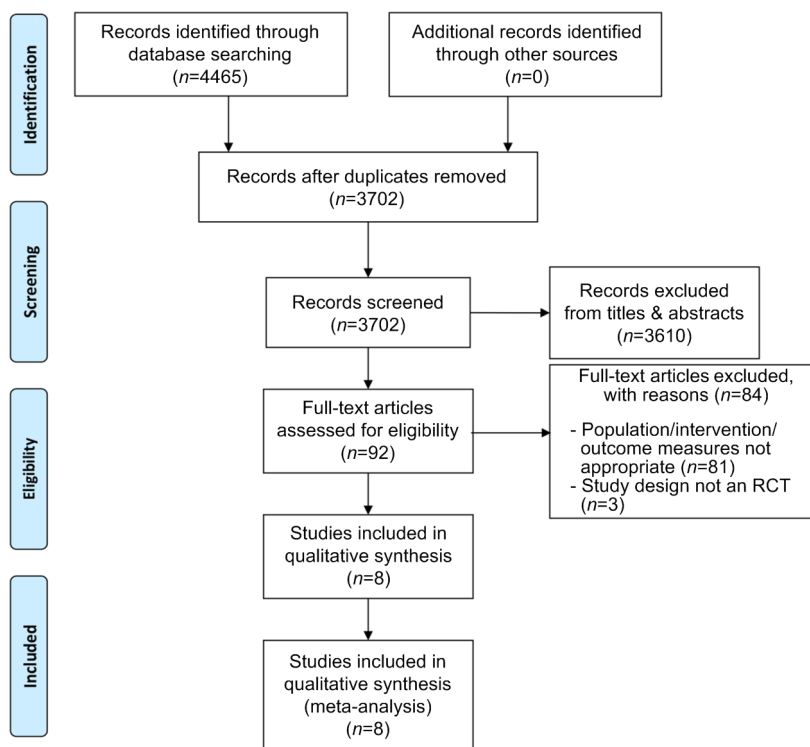 Identification
Records identified through
database searching
(n=4465)
Additional records identified
through other sources
(n=0)
Records after duplicates removed
(n=3702)
Screening
Records screened
(n=3702)
Records excluded
from titles & abstracts
(n=3610)
Eligibility
Full-text articles
assessed for eligibility
(n=92)
Full-text articles excluded,
with reasons (n=84)
- Population/intervention/
outcome measures not
appropriate (n=81)
- Study design not an RCT
(n=3)
Studies included in
qualitative synthesis
(n=8)
Included
Studies included in
qualitative synthesis
(meta-analysis)
(n=8)